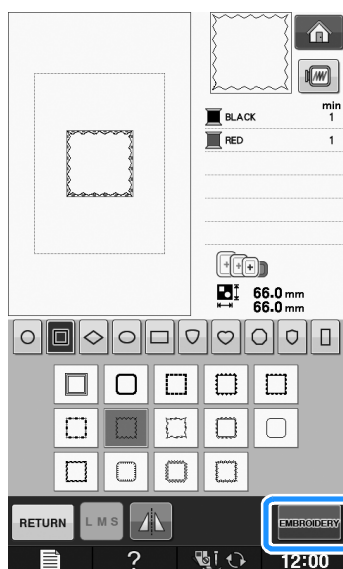 min
BLACK 1
RED 1
66.0 mm
66.0 mm
RETURN L M S EMBROIDERY
? 12:00